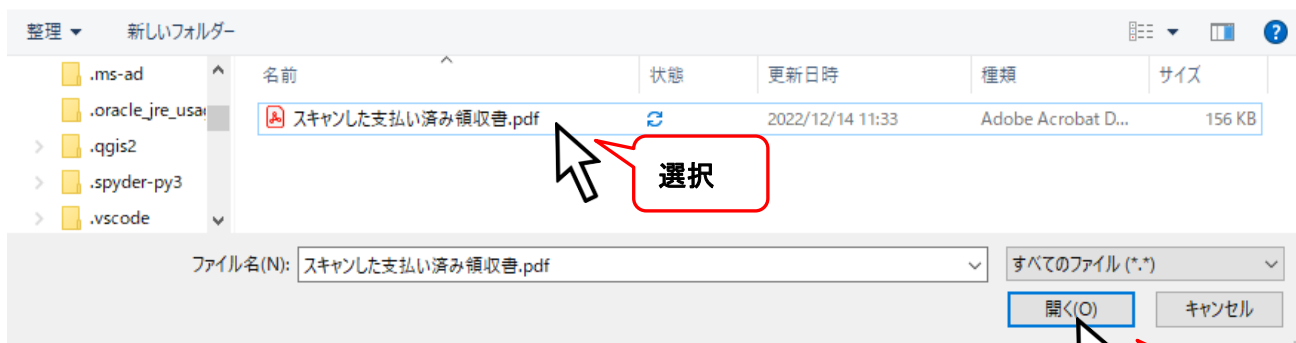 整理 新しいフォルダー
.ms-ad
.oracle_jre_usa
.qgis2
.spyder-py3
.vscode
名前 状態 更新日時 種類 サイズ
スキャンした支払い済み領収書.pdf 2022/12/14 11:33 Adobe Acrobat D... 156 KB
選択
ファイル名(N): スキャンした支払い済み領収書.pdf すべてのファイル (*.*)
開く(O) キャンセル